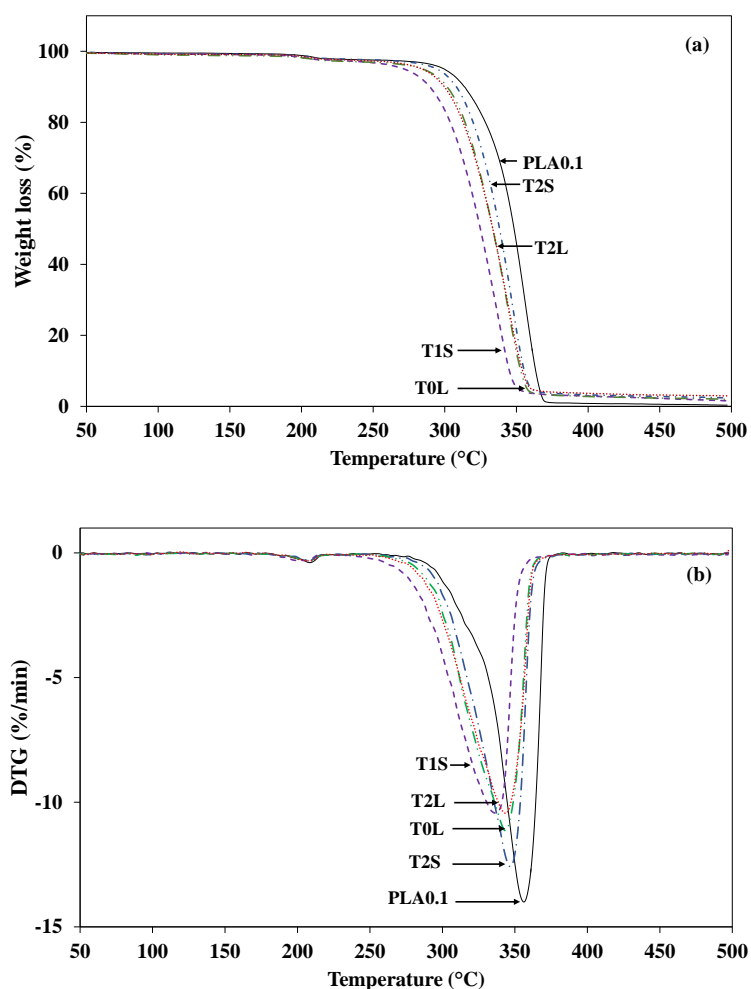 (a)
100
80
60
40
20
0
Weight loss (%)
PLA0.1
T2S
T2L
T1S
T0L
50 100 150 200 250 300 350 400 450 500
Temperature (°C)
(b)
0
-5
-10
-15
DTG (%/min)
T1S
T2L
T0L
T2S
PLA0.1
50 100 150 200 250 300 350 400 450 500
Temperature (°C)